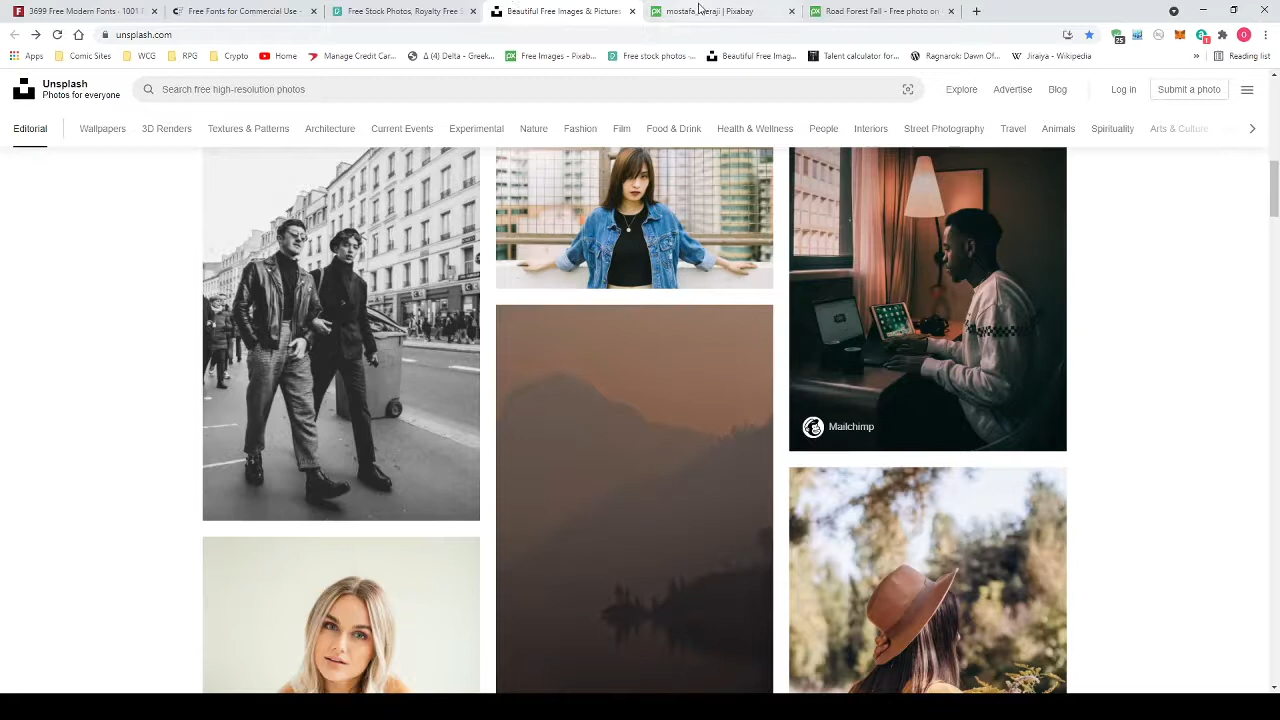 3699 Free Modern Fonts · 1001 F
Free Fonts for Commercial Use -
Free Stock Photos, Royalty Free S
Beautiful Free Images & Pictures
Pixabay
Road Forest Fall - Free photo on
unsplash.com
Apps
Comic Sites
WCG
RPG
Crypto
Home
Manage Credit Car...
Δ (4) Delta - Greek...
Free Images - Pixab...
Free stock photos -...
Beautiful Free Imag...
Talent calculator for...
Ragnarok: Dawn Of...
Jiraiya - Wikipedia
»
Reading list
Unsplash
Photos for everyone
Search free high-resolution photos
Explore
Advertise
Blog
Log in
Submit a photo
Editorial
Wallpapers
3D Renders
Textures & Patterns
Architecture
Current Events
Experimental
Nature
Fashion
Film
Food & Drink
Health & Wellness
People
Interiors
Street Photography
Travel
Animals
Spirituality
Arts & Culture
Mailchimp